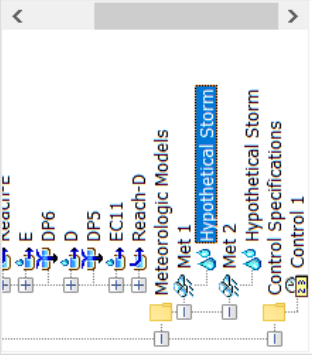 Reach-E
E
DP6
D
DP5
EC11
Reach-D
Meteorologic Models
Met 1
Hypothetical Storm
Met 2
Hypothetical Storm
Control Specifications
Control 1